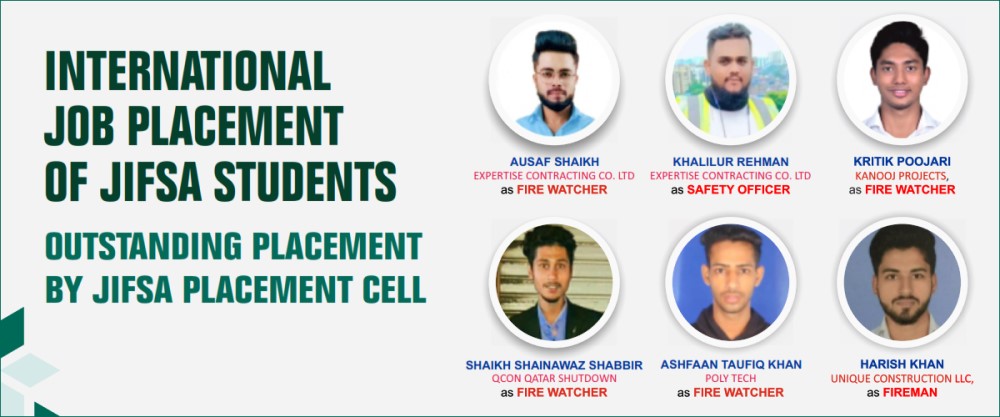 INTERNATIONAL
JOB PLACEMENT
OF JIFSA STUDENTS
OUTSTANDING PLACEMENT
BY JIFSA PLACEMENT CELL
AUSAF SHAIKH
EXPERTISE CONTRACTING CO. LTD
as FIRE WATCHER
KHALILUR REHMAN
EXPERTISE CONTRACTING CO. LTD
as SAFETY OFFICER
KRITIK POOJARI
KANOOJ PROJECTS,
as FIRE WATCHER
SHAIKH SHAINAWAZ SHABBIR
QCON QATAR SHUTDOWN
as FIRE WATCHER
ASHFAAN TAUFIQ KHAN
POLY TECH
as FIRE WATCHER
HARISH KHAN
UNIQUE CONSTRUCTION LLC,
as FIREMAN